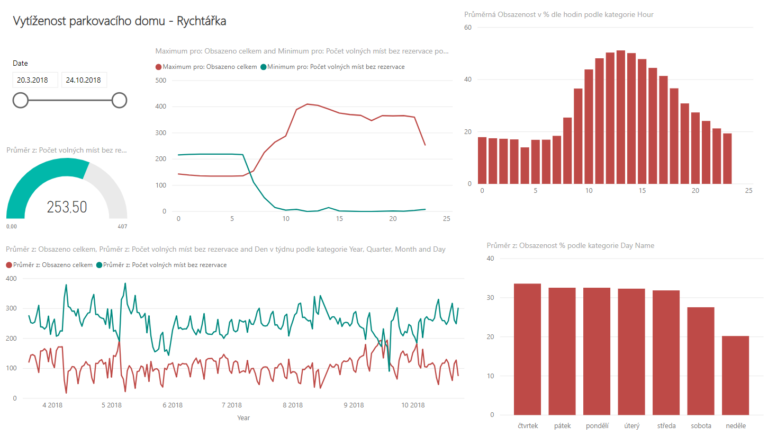 Vytíženost parkovacího domu - Rychtářka
Date
20.3.2018
24.10.2018
Průměr z: Počet volných míst bez re...
253.50
0.00
407
Maximum pro: Obsazeno celkem and Minimum pro: Počet volných míst bez rezervace po...
Maximum pro: Obsazeno celkem
Minimum pro: Počet volných míst bez rezervace
500
400
300
200
100
0
0
5
10
15
20
25
Průměrná Obsazenost v % dle hodin podle kategorie Hour
60
40
20
0
0
5
10
15
20
25
Průměr z: Obsazeno celkem, Průměr z: Počet volných míst bez rezervace and Den v týdnu podle kategorie Year, Quarter, Month and Day
Průměr z: Obsazeno celkem
Průměr z: Počet volných míst bez rezervace
400
300
200
100
0
4 2018
5 2018
6 2018
7 2018
8 2018
9 2018
10 2018
Year
Průměr z: Obsazenost % podle kategorie Day Name
40
30
20
10
0
čtvrtek
pátek
pondělí
úterý
středa
sobota
neděle